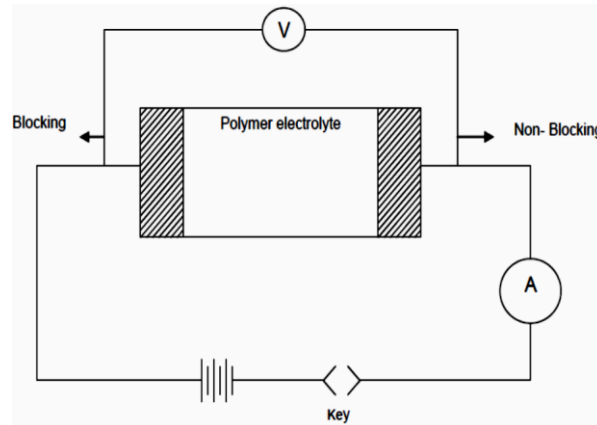 V
Blocking
Polymer electrolyte
Non- Blocking
A
Key